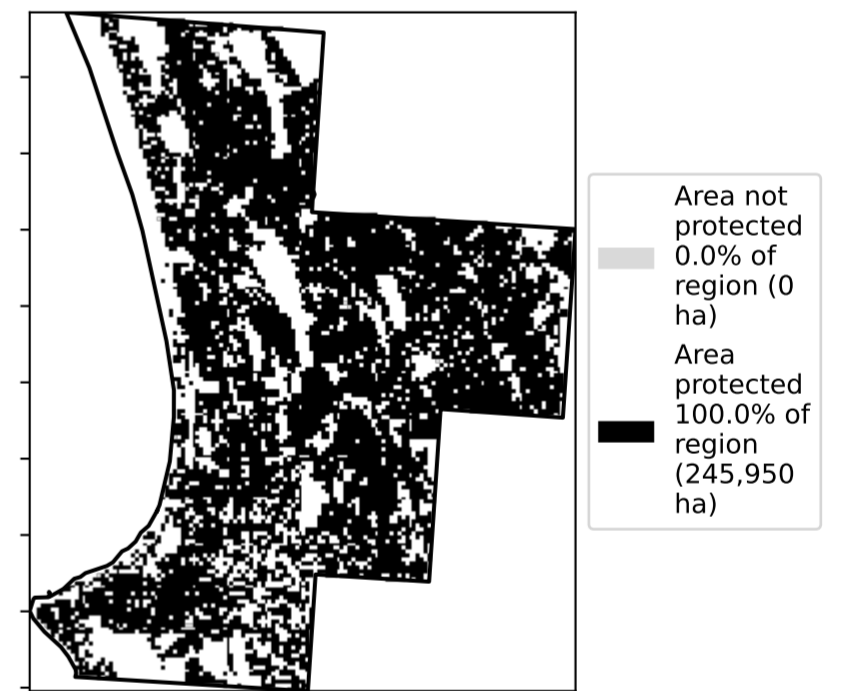 Area not
protected
0.0% of
region (0
ha)
Area
protected
100.0% of
region
(245,950
ha)